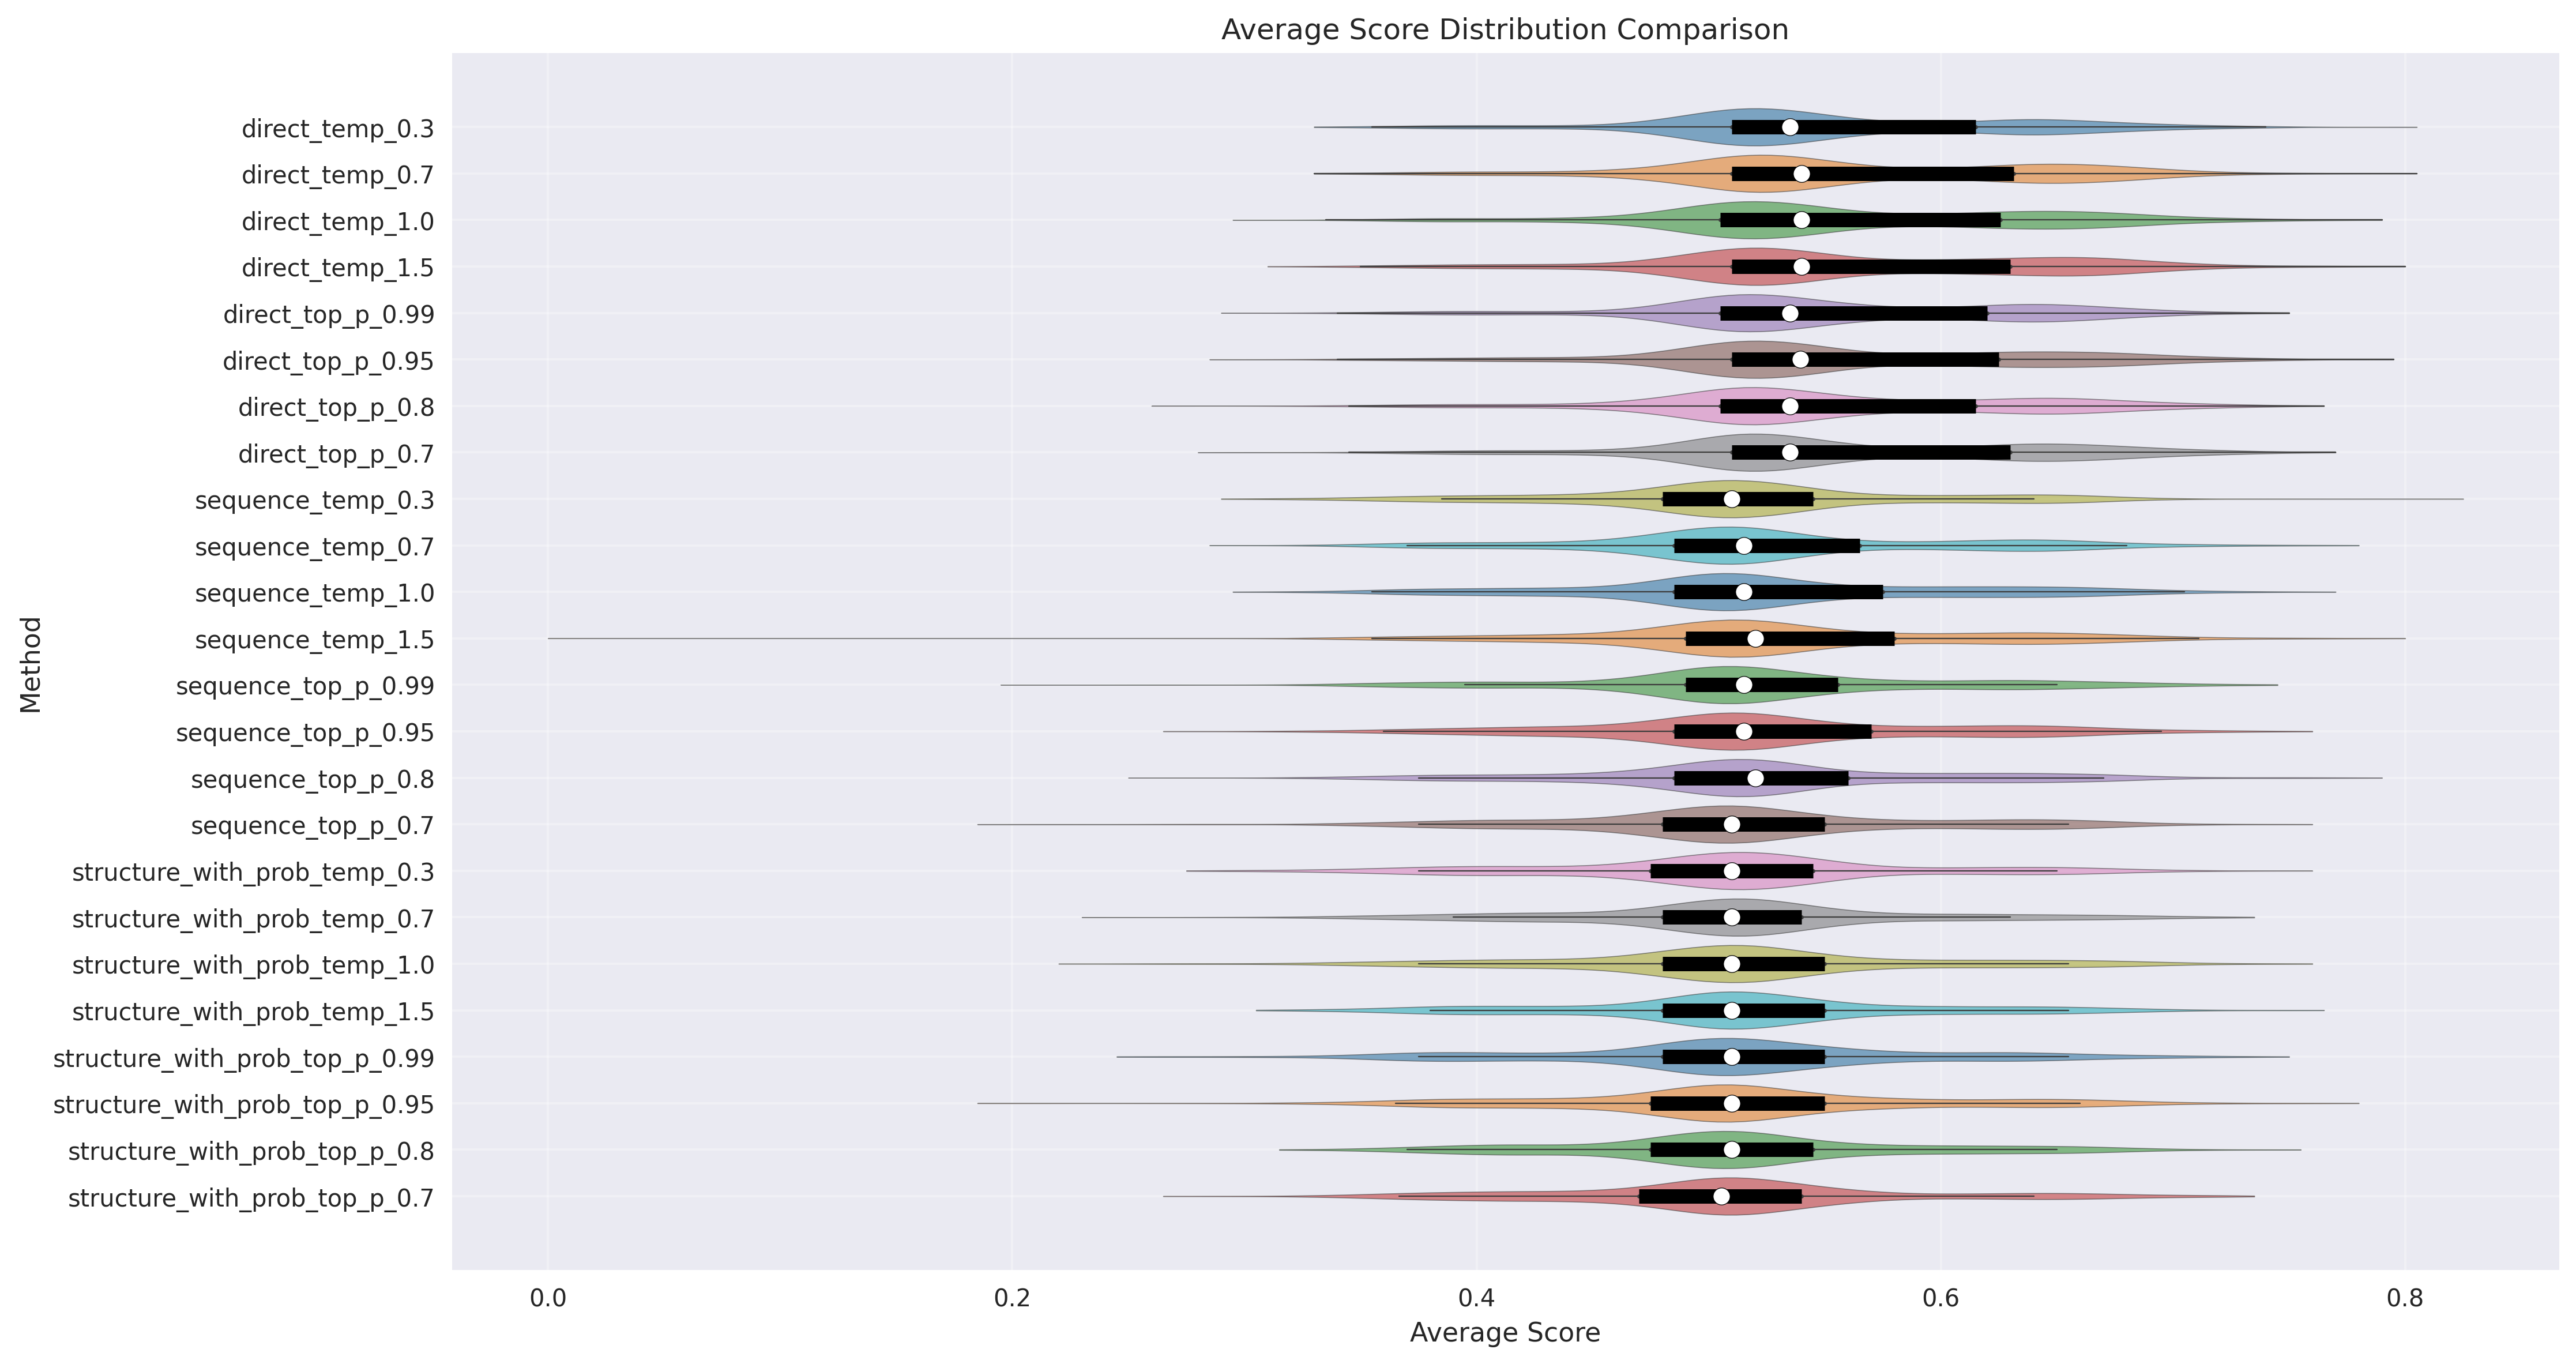 Average Score Distribution Comparison
direct_temp_0.3
direct_temp_0.7
direct_temp_1.0
direct_temp_1.5
direct_top_p_0.99
direct_top_p_0.95
direct_top_p_0.8
direct_top_p_0.7
sequence_temp_0.3
sequence_temp_0.7
sequence_temp_1.0
sequence_temp_1.5
sequence_top_p_0.99
sequence_top_p_0.95
sequence_top_p_0.8
sequence_top_p_0.7
structure_with_prob_temp_0.3
structure_with_prob_temp_0.7
structure_with_prob_temp_1.0
structure_with_prob_temp_1.5
structure_with_prob_top_p_0.99
structure_with_prob_top_p_0.95
structure_with_prob_top_p_0.8
structure_with_prob_top_p_0.7
Method
0.0 0.2 0.4 0.6 0.8
Average Score